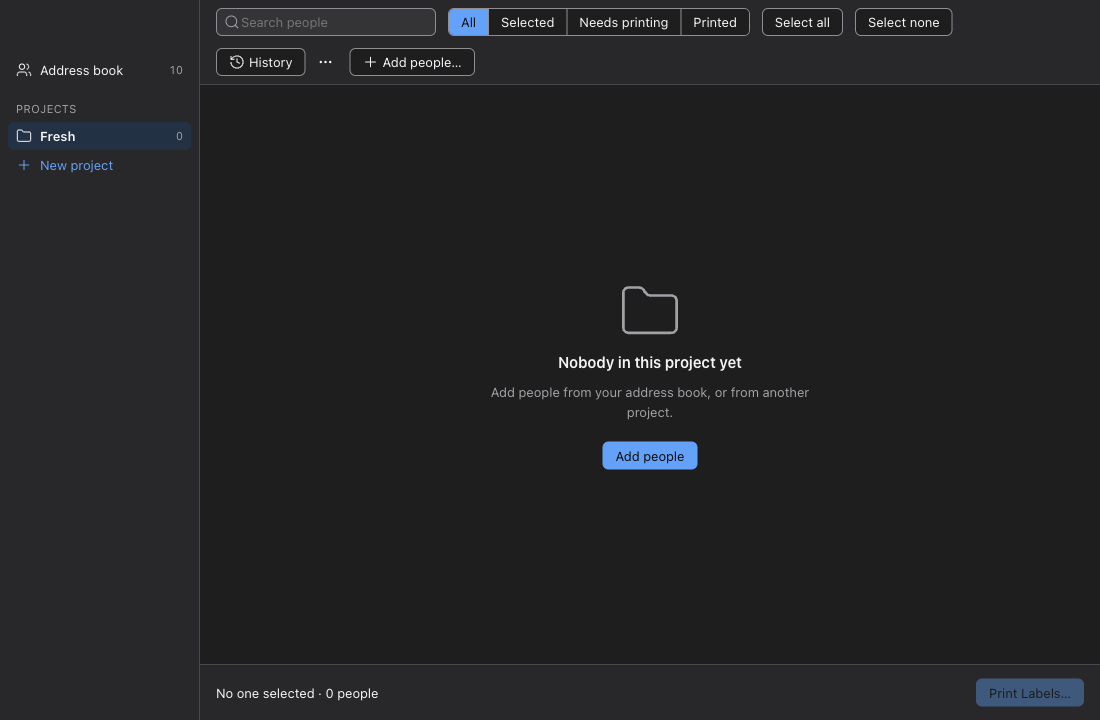 Search people
All
Selected
Needs printing
Printed
Select all
Select none
History
Add people...
Address book
10
PROJECTS
Fresh
0
New project
Nobody in this project yet
Add people from your address book, or from another
project.
Add people
No one selected · 0 people
Print Labels...